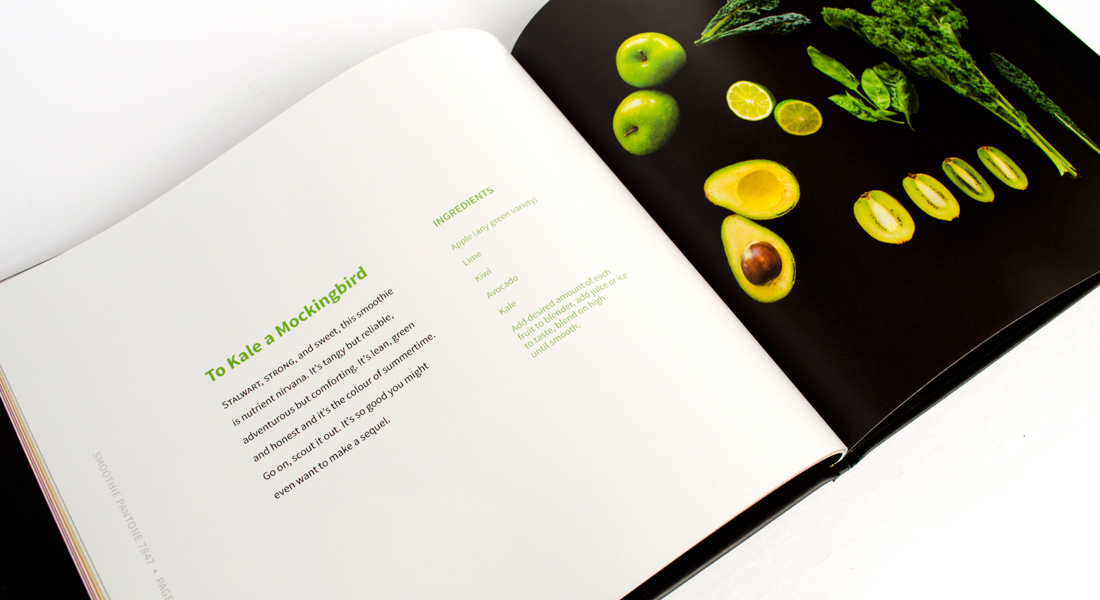 To Kale a Mockingbird
STALWART, STRONG, and sweet, this smoothie
is nutrient nirvana. It's tangy but reliable,
adventurous but comforting. It's lean, green
and honest and it's the colour of summertime.
Go on, scout it out. It's so good you might
even want to make a sequel.
INGREDIENTS
Apple (any green variety)
Lime
Kiwi
Avocado
Kale
Add desired amount of each
fruit to blender, add juice or ice
to taste, blend on high
until smooth.
SMOOTHIE PANTONE 7847 • PAGE